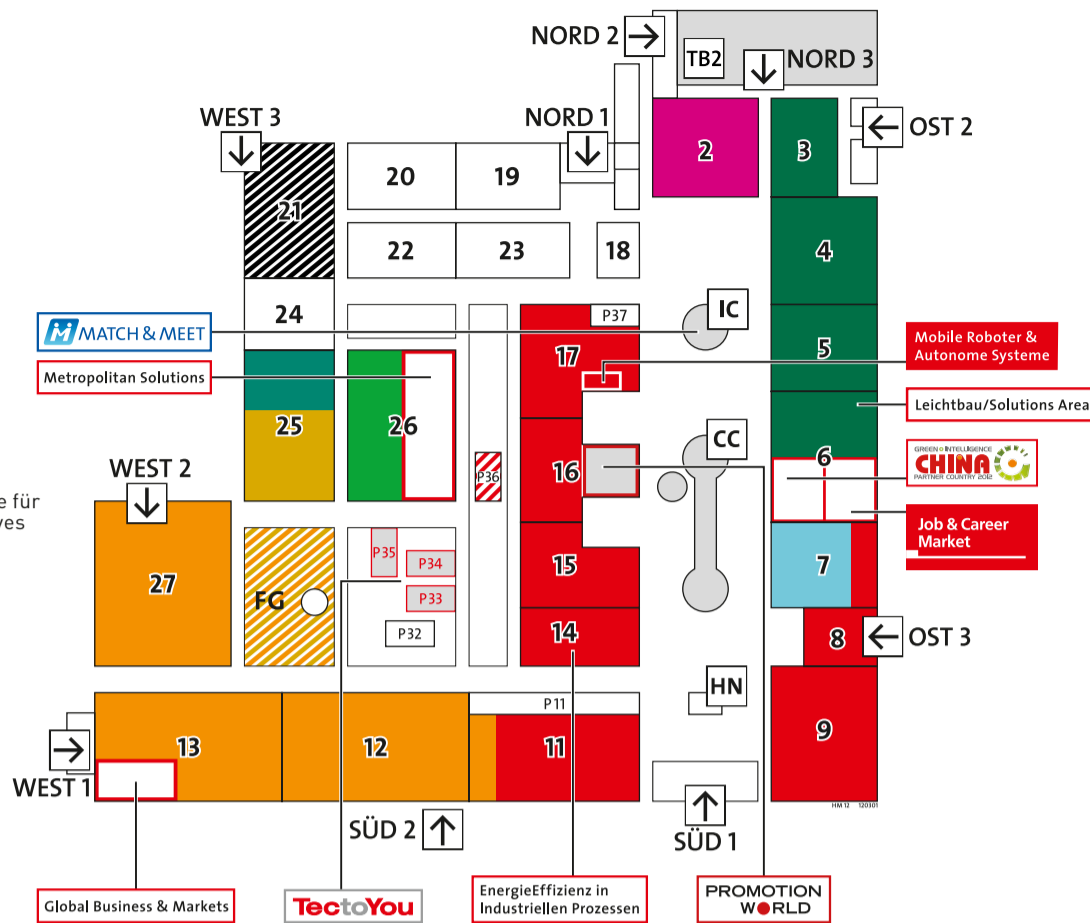 NORD 2
TB2
NORD 3
WEST 3
NORD 1
OST 2
2
3
20
19
21
4
22
23
18
24
IC
P37
MATCH & MEET
17
5
Mobile Roboter &
Autonome Systeme
Metropolitan Solutions
Leichtbau/Solutions Area
25
26
CC
6
GREEN INTELLIGENCE
CHINA
PARTNER COUNTRY 2012
WEST 2
P36
16
e für
ves
Job & Career
Market
P35
P34
15
7
27
FG
P33
P32
14
8
OST 3
HN
P 11
13
12
11
9
WEST 1
HM 12 120301
SÜD 2
SÜD 1
Global Business & Markets
TectoYou
EnergieEffizienz in
Industriellen Prozessen
PROMOTION
WORLD